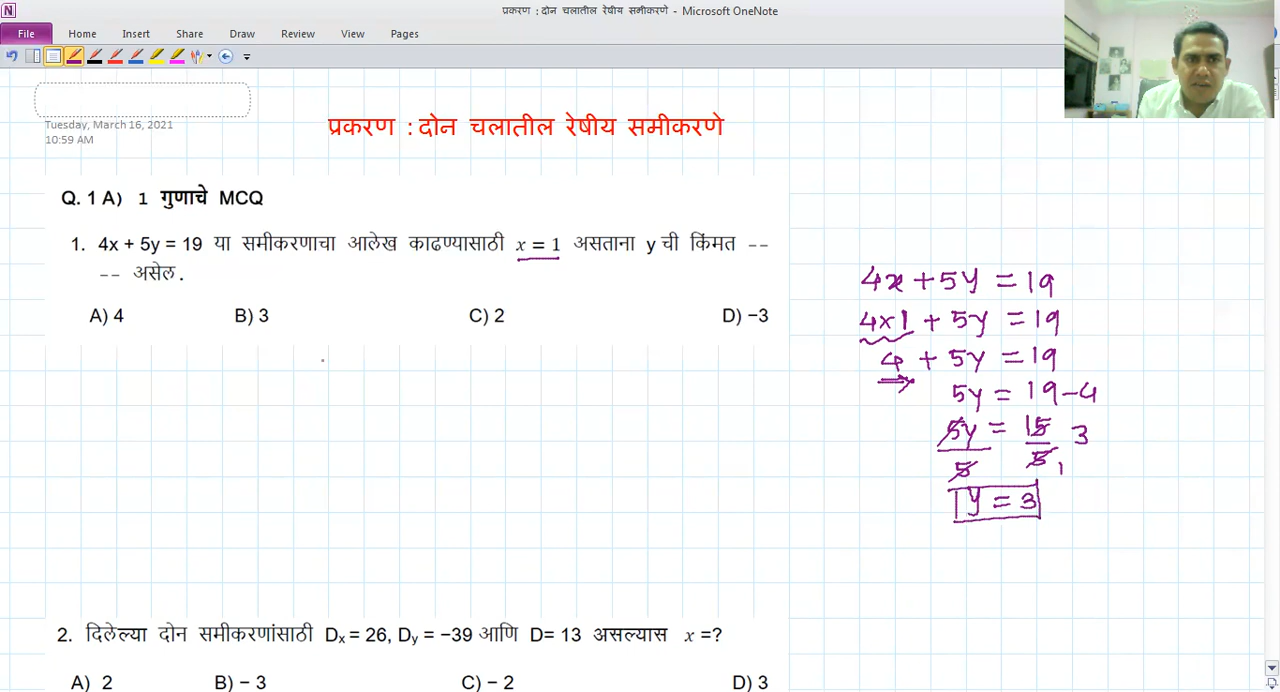 प्रकरण : दोन चलातील रेषीय समीकरणे - Microsoft OneNote
File Home Insert Share Draw Review View Pages
Tuesday, March 16, 2021
10:59 AM
प्रकरण : दोन चलातील रेषीय समीकरणे
Q. 1 A) 1 गुणाचे MCQ
1. 4x + 5y = 19 या समीकरणाचा आलेख काढण्यासाठी x = 1 असताना y ची किंमत --
-- असेल.
A) 4 B) 3 C) 2 D) −3
4x + 5y = 19
4x1 + 5y = 19
4 + 5y = 19
5y = 19 - 4
5y = 15 3
5 5 1
y = 3
2. दिलेल्या दोन समीकरणांसाठी Dx = 26, Dy = −39 आणि D= 13 असल्यास x =?
A) 2 B) − 3 C) − 2 D) 3